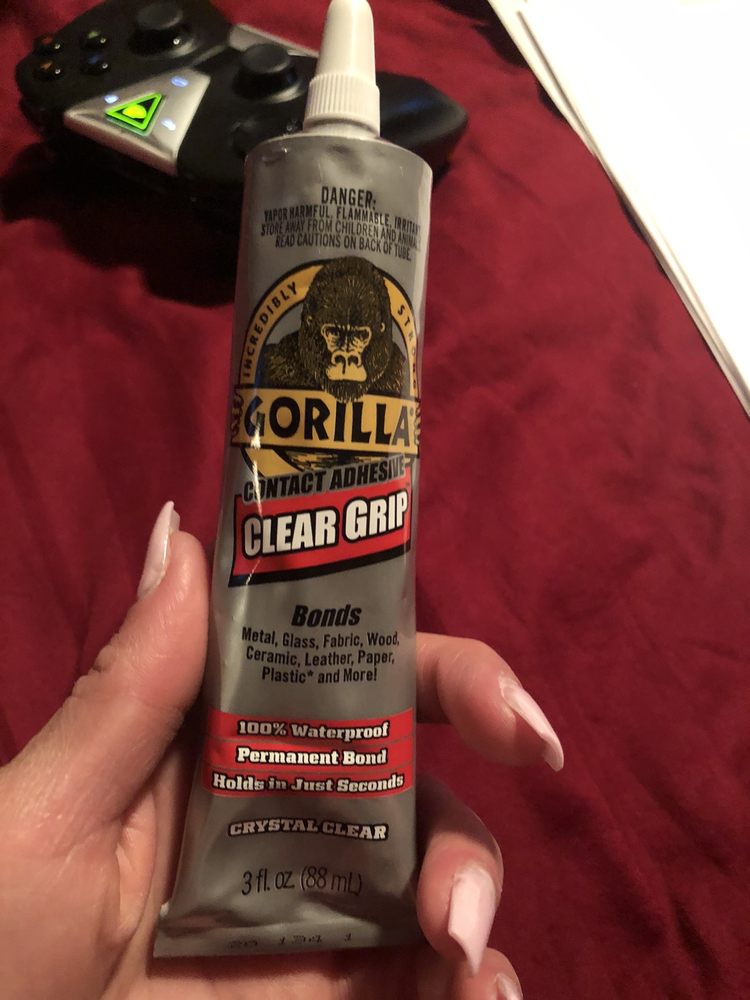 DANGER:
VAPOR HARMFUL, FLAMMABLE, IRRITANT
STORE AWAY FROM CHILDREN AND ANIMALS
READ CAUTIONS ON BACK OF TUBE.
INCREDIBLY STRONG
GORILLA
CONTACT ADHESIVE
CLEAR GRIP™
Bonds
Metal, Glass, Fabric, Wood,
Ceramic, Leather, Paper,
Plastic* and More!
100% Waterproof
Permanent Bond
Holds in Just Seconds
CRYSTAL CLEAR
3 fl. oz. (88 mL)